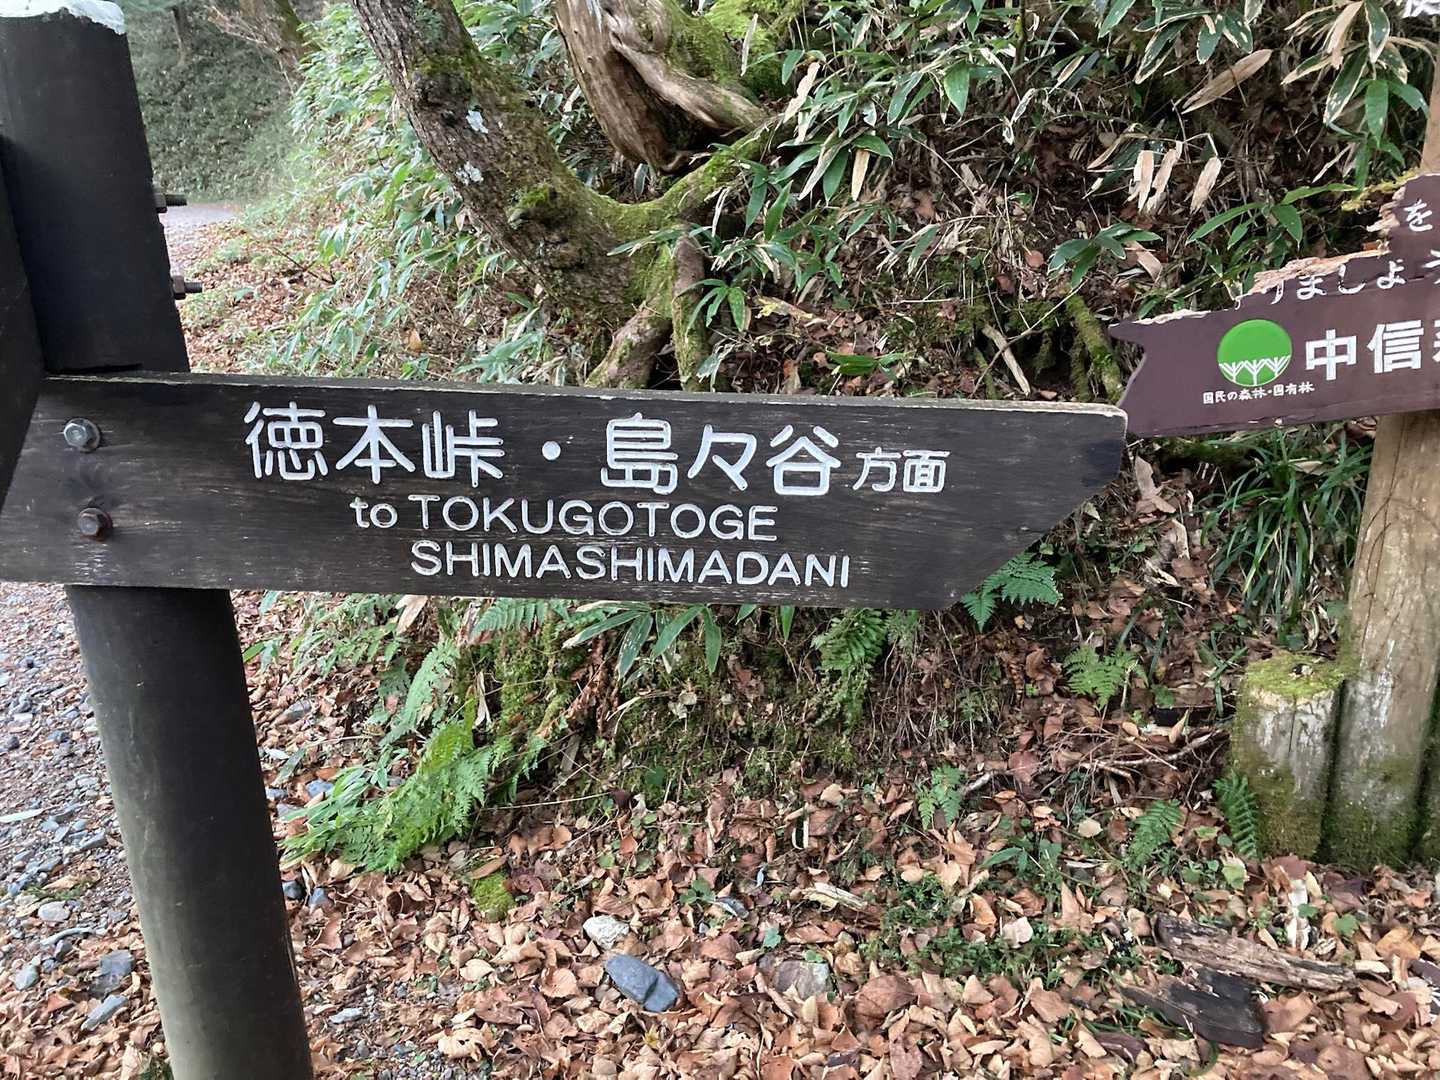 徳本峠・島々谷方面
to TOKUGOTOGE
SHIMASHIMADANI
を
りましょう
中信
国民の森林・国有林